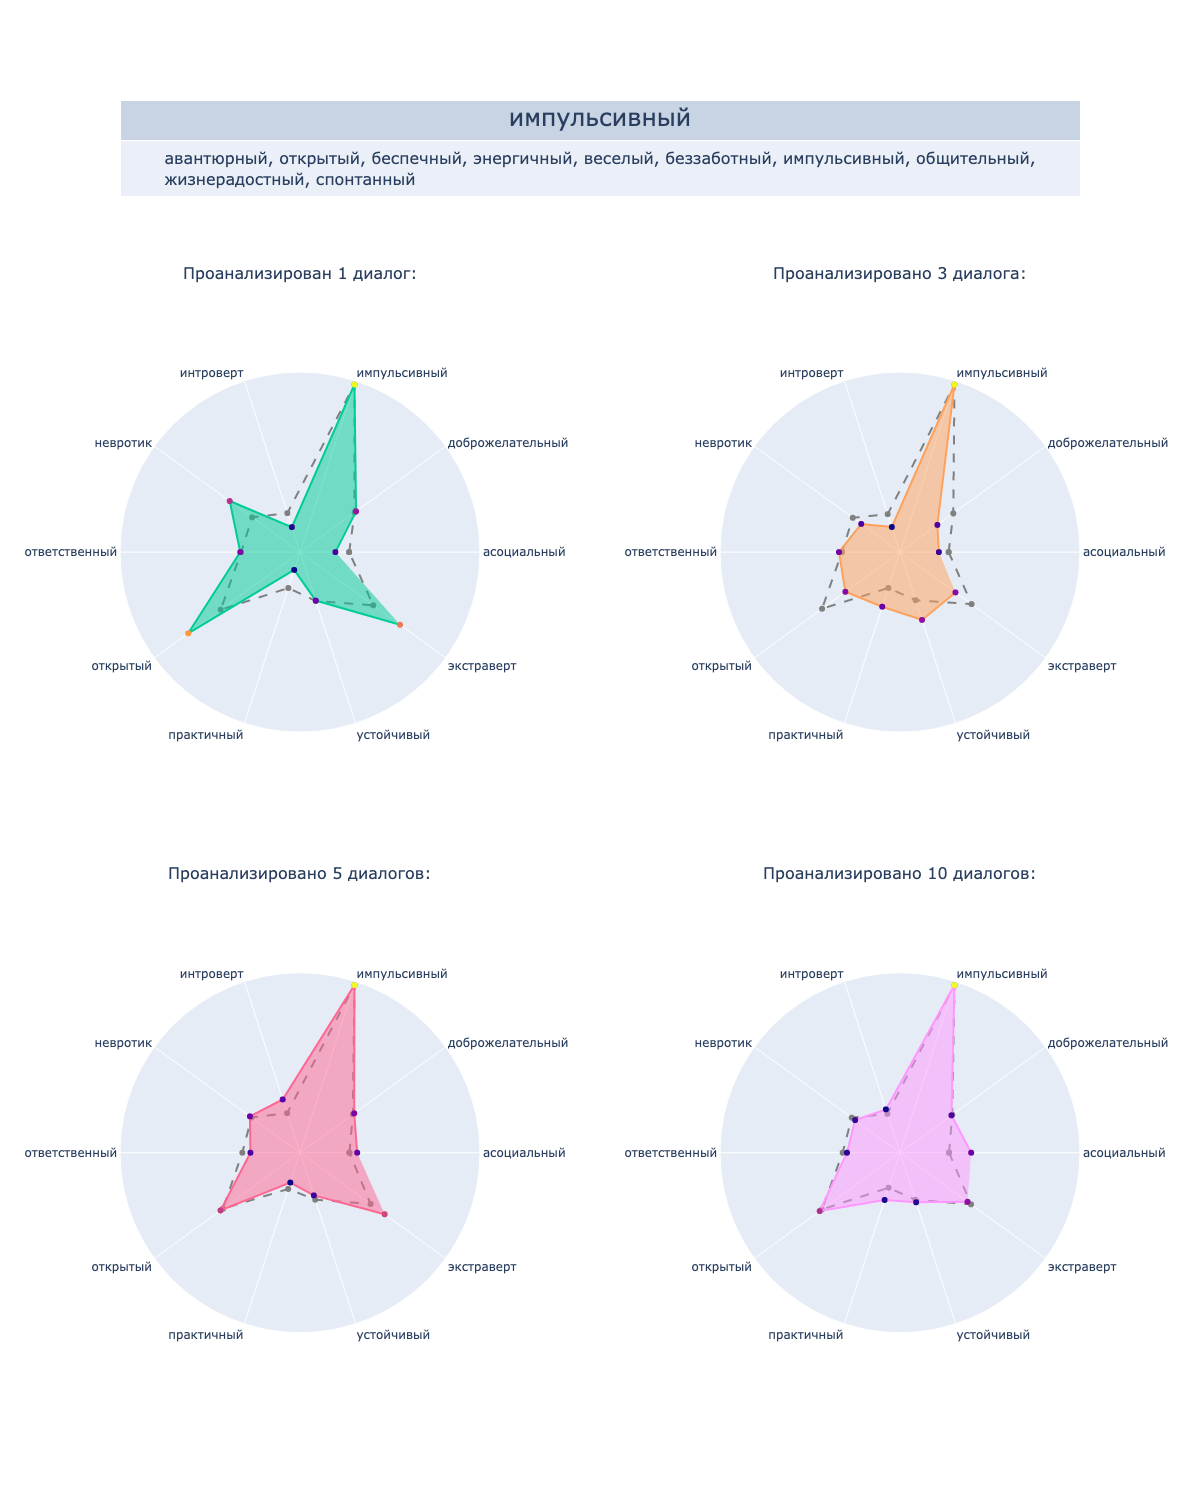 импульсивный
авантюрный, открытый, беспечный, энергичный, веселый, беззаботный, импульсивный, общительный,
жизнерадостный, спонтанный
Проанализирован 1 диалог:
интроверт
импульсивный
невротик
доброжелательный
ответственный
асоциальный
открытый
экстраверт
практичный
устойчивый
Проанализировано 3 диалога:
интроверт
импульсивный
невротик
доброжелательный
ответственный
асоциальный
открытый
экстраверт
практичный
устойчивый
Проанализировано 5 диалогов:
интроверт
импульсивный
невротик
доброжелательный
ответственный
асоциальный
открытый
экстраверт
практичный
устойчивый
Проанализировано 10 диалогов:
интроверт
импульсивный
невротик
доброжелательный
ответственный
асоциальный
открытый
экстраверт
практичный
устойчивый